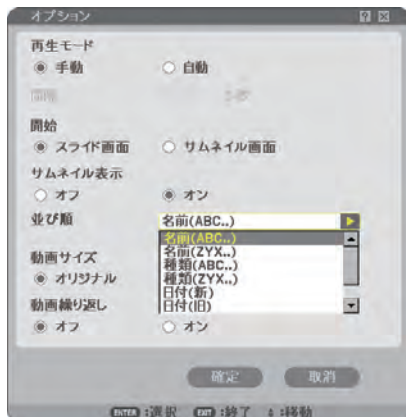 オプション
再生モード
手動 自動
間隔 :秒
開始
スライド画面 サムネイル画面
サムネイル表示
オフ オン
並び順 名前(ABC..)
名前(ABC..)
名前(ZYX..)
動画サイズ 種類(ABC..)
種類(ZYX..)
オリジナル 日付(新)
動画繰り返し 日付(旧)
オフ オン
確定 取消
ENTER :選択 EXIT :終了 :移動